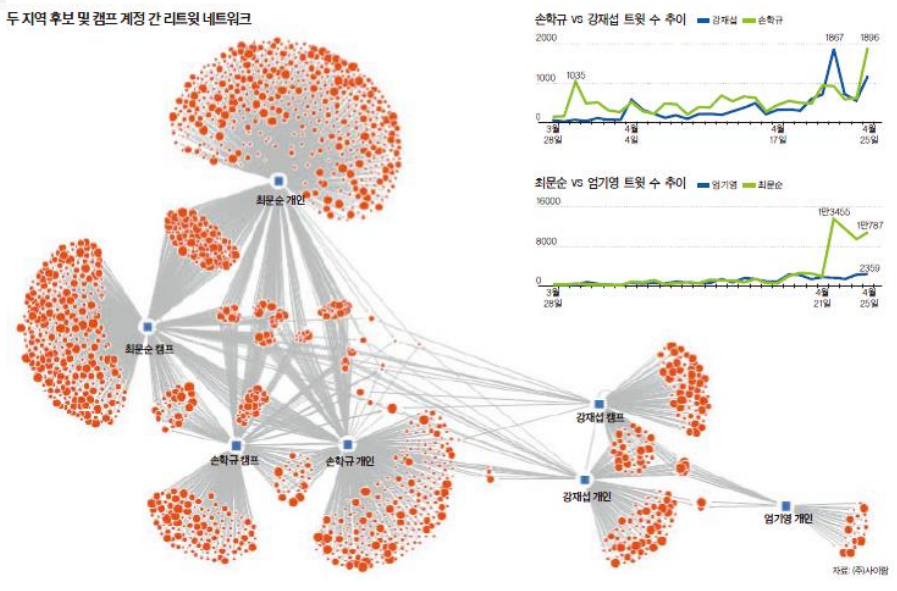 두 지역 후보 및 캠프 계정 간 리트윗 네트워크
손학규 VS 강재섭 트윗 수 추이 강재섭 손학규
2000
1867
1896
1000
1035
0
3월 28일
4월 4일
4월 17일
4월 25일
최문순 VS 엄기영 트윗 수 추이 엄기영 최문순
16000
1만3455
1만787
8000
2359
0
3월 28일
4월 21일
4월 25일
최문순 개인
최문순 캠프
손학규 캠프
손학규 개인
강재섭 캠프
강재섭 개인
엄기영 개인
자료: (주)사이람